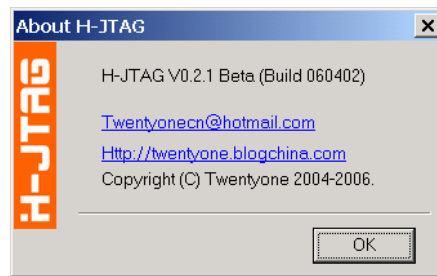 About H-JTAG
H-JTAG
H-JTAG V0.2.1 Beta (Build 060402)
Twentyonecn@hotmail.com
Http://twentyone.blogchina.com
Copyright (C) Twentyone 2004-2006.
OK